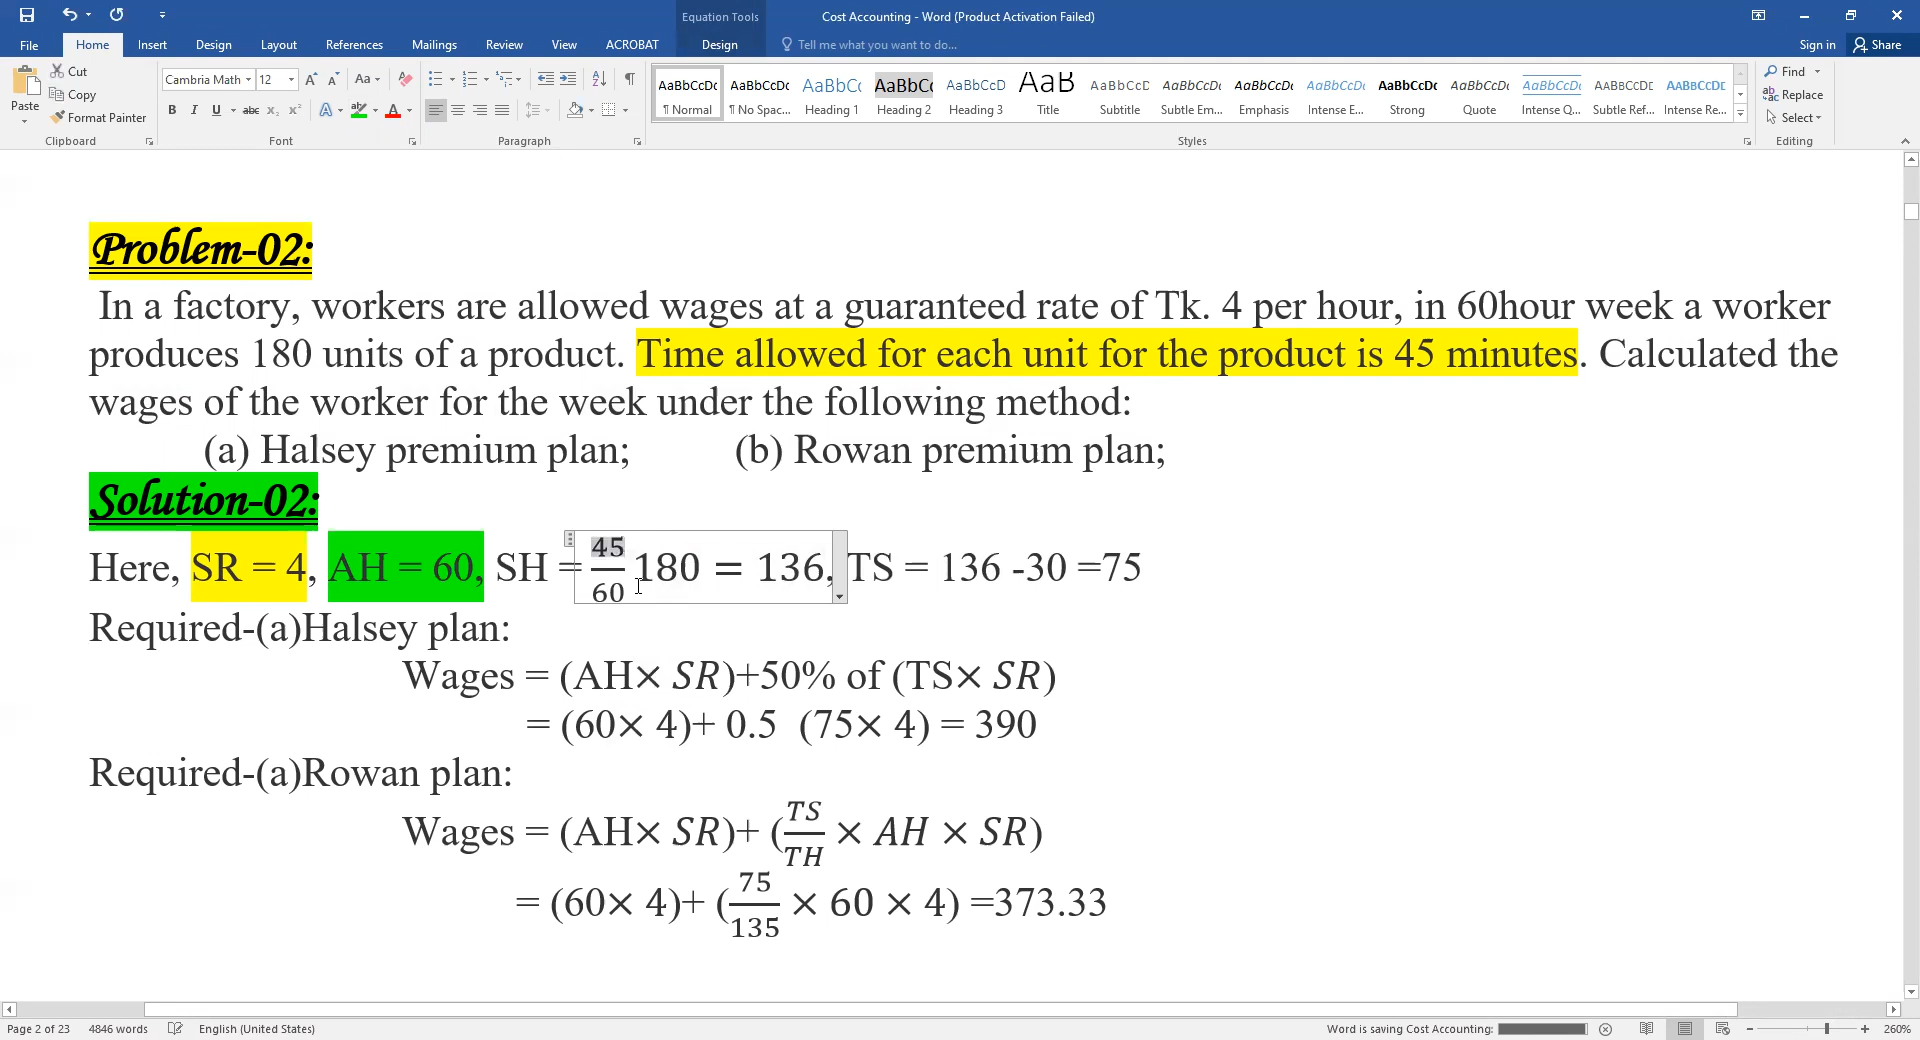 Equation Tools
Cost Accounting - Word (Product Activation Failed)
File Home Insert Design Layout References Mailings Review View ACROBAT Design Tell me what you want to do... Sign in Share
Paste Cut Copy Format Painter
Cambria Math 12
AaBbCcDc AaBbCcDc AaBbCc AaBbCc AaBbCcD AaB AaBbCcD AaBbCcDc AaBbCcDc AaBbCcDc AaBbCcDc AaBbCcDc AaBbCcDc AABBCCDE AABBCCDE
¶ Normal ¶ No Spac... Heading 1 Heading 2 Heading 3 Title Subtitle Subtle Em... Emphasis Intense E... Strong Quote Intense Q... Subtle Ref... Intense Re...
Find Replace Select
Clipboard Font Paragraph Styles Editing
Problem-02:
In a factory, workers are allowed wages at a guaranteed rate of Tk. 4 per hour, in 60hour week a worker
produces 180 units of a product. Time allowed for each unit for the product is 45 minutes. Calculated the
wages of the worker for the week under the following method:
(a) Halsey premium plan; (b) Rowan premium plan;
Solution-02:
Here, SR = 4, AH = 60, SH = 45/60 180 = 136, TS = 136 -30 =75
Required-(a)Halsey plan:
Wages = (AH× SR)+50% of (TS× SR)
= (60× 4)+ 0.5 (75× 4) = 390
Required-(a)Rowan plan:
Wages = (AH× SR)+ (TS/TH × AH × SR)
= (60× 4)+ (75/135 × 60 × 4) =373.33
Page 2 of 23 4846 words English (United States) Word is saving Cost Accounting: 260%